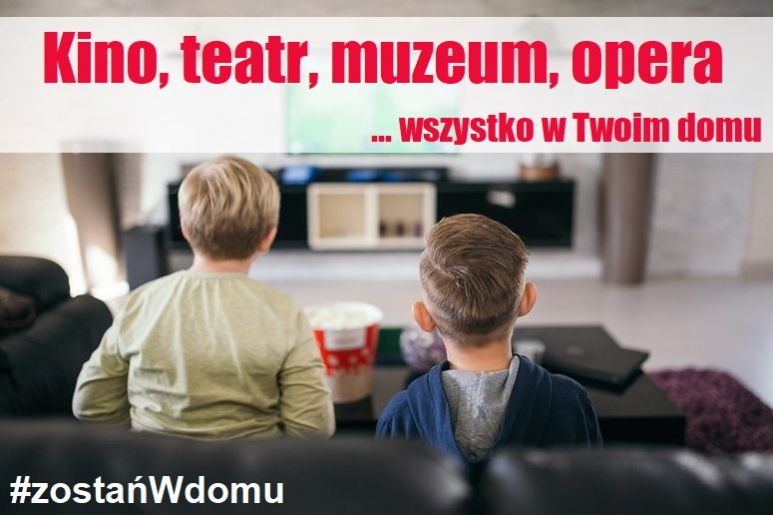 Kino, teatr, muzeum, opera
... wszystko w Twoim domu
#zostańWdomu